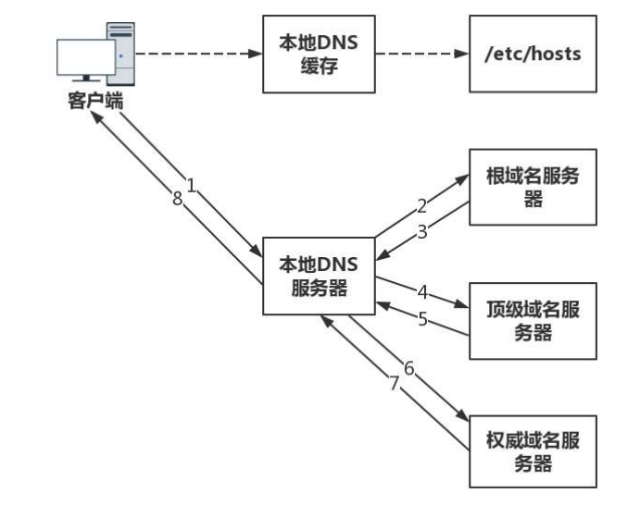 本地DNS
缓存
/etc/hosts
客户端
1
8
根域名服务
器
2
3
本地DNS
服务器
4
5
顶级域名服
务器
6
7
权威域名服
务器